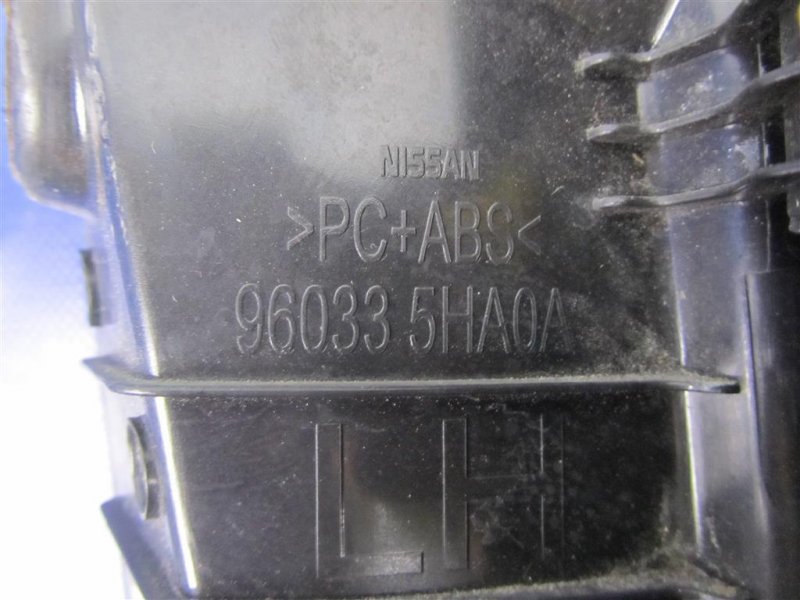 NISSAN
>PC+ABS<
96033 5HA0A
LH